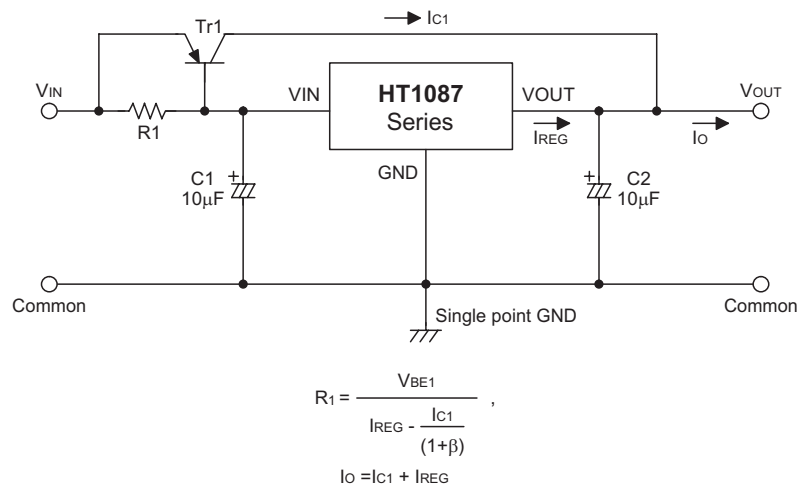 Tr1
IC1
VIN
VIN
HT1087
Series
VOUT
VOUT
R1
IREG
IO
GND
C1
10µF
C2
10µF
Common
Common
Single point GND
R1 = VBE1 / (IREG - IC1 / (1+β)) ,
IO =IC1 + IREG